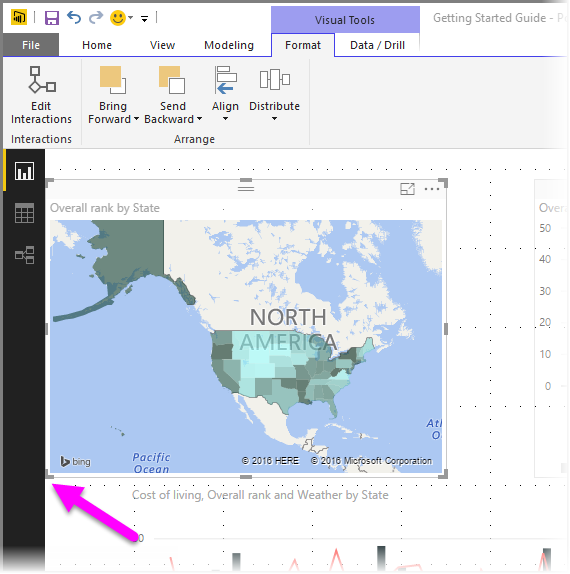 Visual Tools
Getting Started Guide - P
File Home View Modeling Format Data / Drill
Edit
Interactions
Bring
Forward
Send
Backward
Align
Distribute
Interactions
Arrange
Overall rank by State
Over
NORTH
AMERICA
50
40
30
20
10
0
Pacific
Ocean
Atl
Oc
bing
© 2016 HERE © 2016 Microsoft Corporation
Cost of living, Overall rank and Weather by State
0